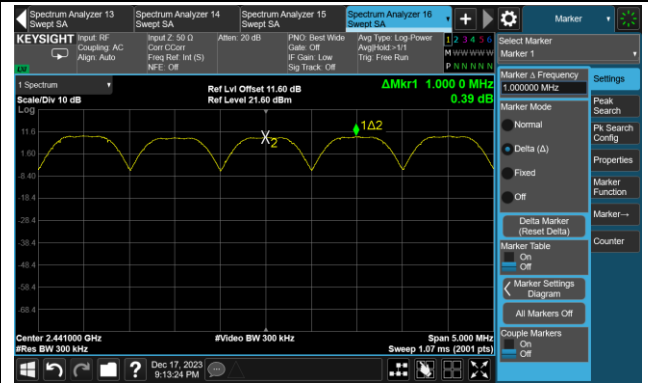 Spectrum Analyzer 13
Swept SA
Spectrum Analyzer 14
Swept SA
Spectrum Analyzer 15
Swept SA
Spectrum Analyzer 16
Swept SA
Marker
KEYSIGHT
Input: RF
Coupling: AC
Align: Auto
Input Z: 50 Ω
Corr CCorr
Freq Ref: Int (S)
NFE: Off
Atten: 20 dB
PNO: Best Wide
Gate: Off
IF Gain: Low
Sig Track: Off
Avg Type: Log-Power
Avg|Hold:>1/1
Trig: Free Run
1 2 3 4 5 6
M W W W W W
P N N N N N
LXI
Select Marker
Marker 1
1 Spectrum
Scale/Div 10 dB
Log
Ref Lvl Offset 11.60 dB
Ref Level 21.60 dBm
ΔMkr1 1.000 0 MHz
0.39 dB
1Δ2
X2
11.6
1.60
-8.40
-18.4
-28.4
-38.4
-48.4
-58.4
-68.4
Center 2.441000 GHz
#Res BW 300 kHz
#Video BW 300 kHz
Span 5.000 MHz
Sweep 1.07 ms (2001 pts)
Marker Δ Frequency
1.000000 MHz
Marker Mode
Normal
Delta (Δ)
Fixed
Off
Delta Marker
(Reset Delta)
Marker Table
On
Off
Marker Settings
Diagram
All Markers Off
Couple Markers
On
Off
Settings
Peak
Search
Pk Search
Config
Properties
Marker
Function
Marker→
Counter
?
Dec 17, 2023
9:13:24 PM